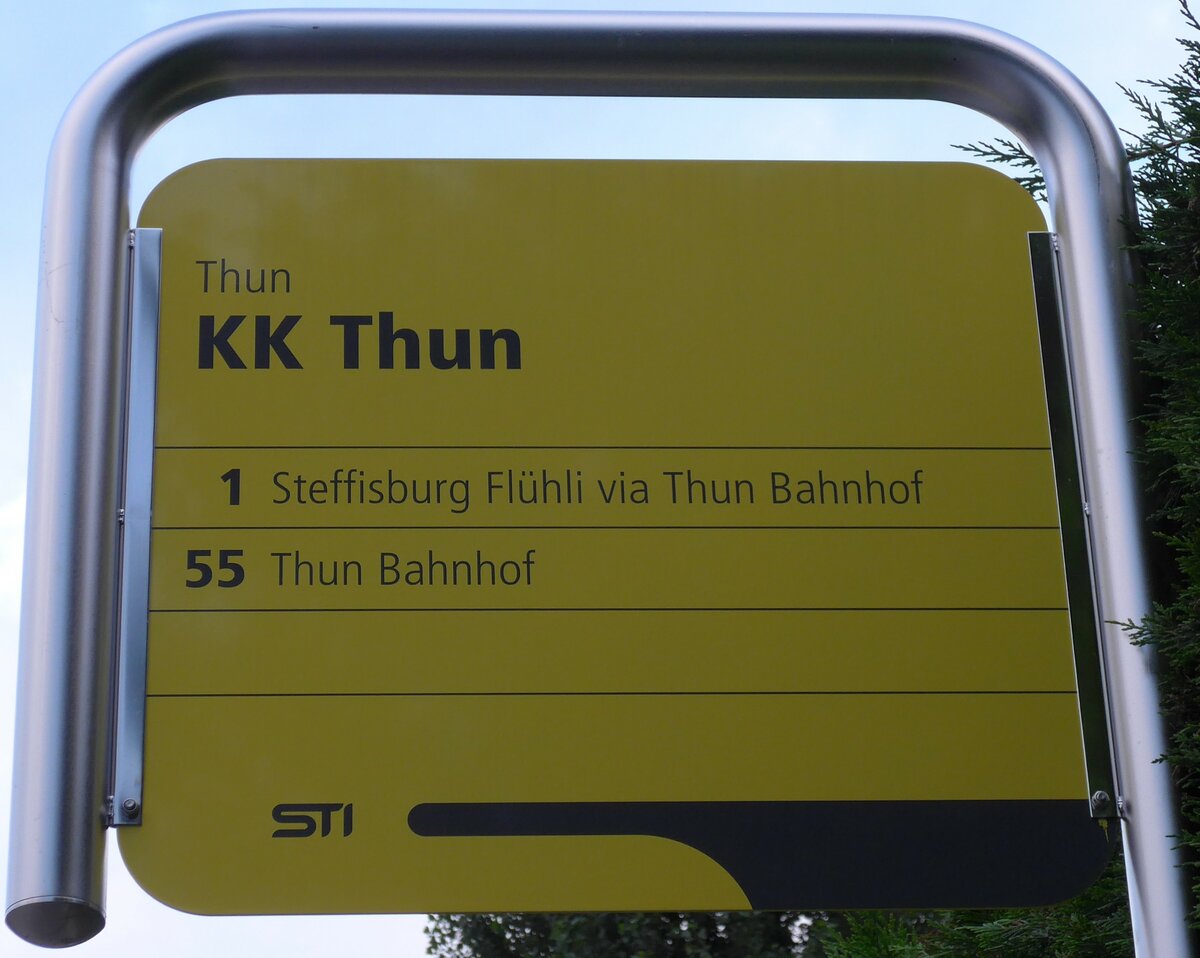 Thun
KK Thun
1 Steffisburg Flühli via Thun Bahnhof
55 Thun Bahnhof
STI